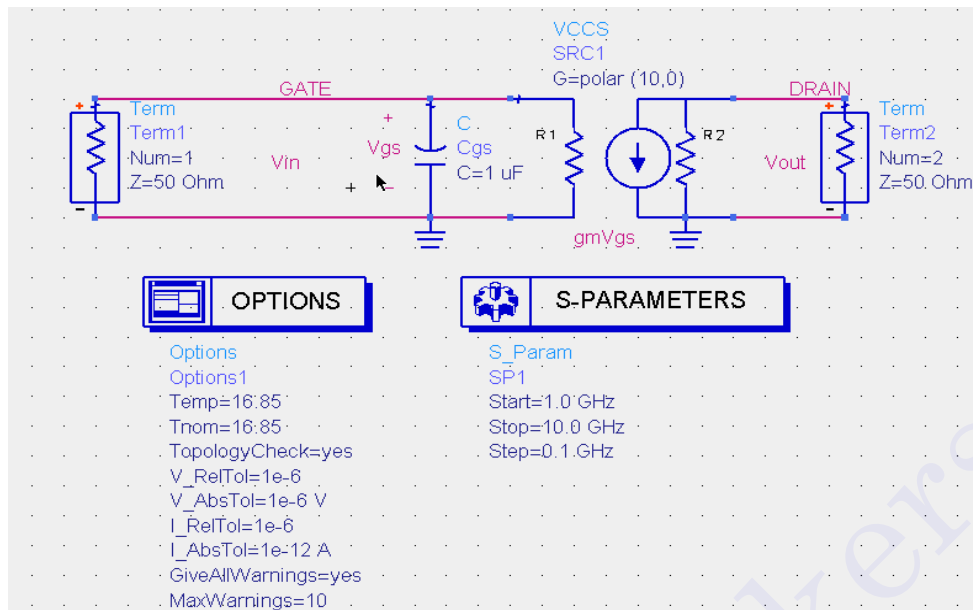 VCCS
SRC1
G=polar (10,0)
GATE
DRAIN
+
Term
Term1
Num=1
Z=50 Ohm
-
Vin
+
+
Vgs
-
C
Cgs
C=1 uF
R1
R2
gmVgs
Vout
+
Term
Term2
Num=2
Z=50 Ohm
-
OPTIONS
Options
Options1
Temp=16.85
Tnom=16.85
TopologyCheck=yes
V_RelTol=1e-6
V_AbsTol=1e-6 V
I_RelTol=1e-6
I_AbsTol=1e-12 A
GiveAllWarnings=yes
MaxWarnings=10
S-PARAMETERS
S_Param
SP1
Start=1.0 GHz
Stop=10.0 GHz
Step=0.1 GHz
kers